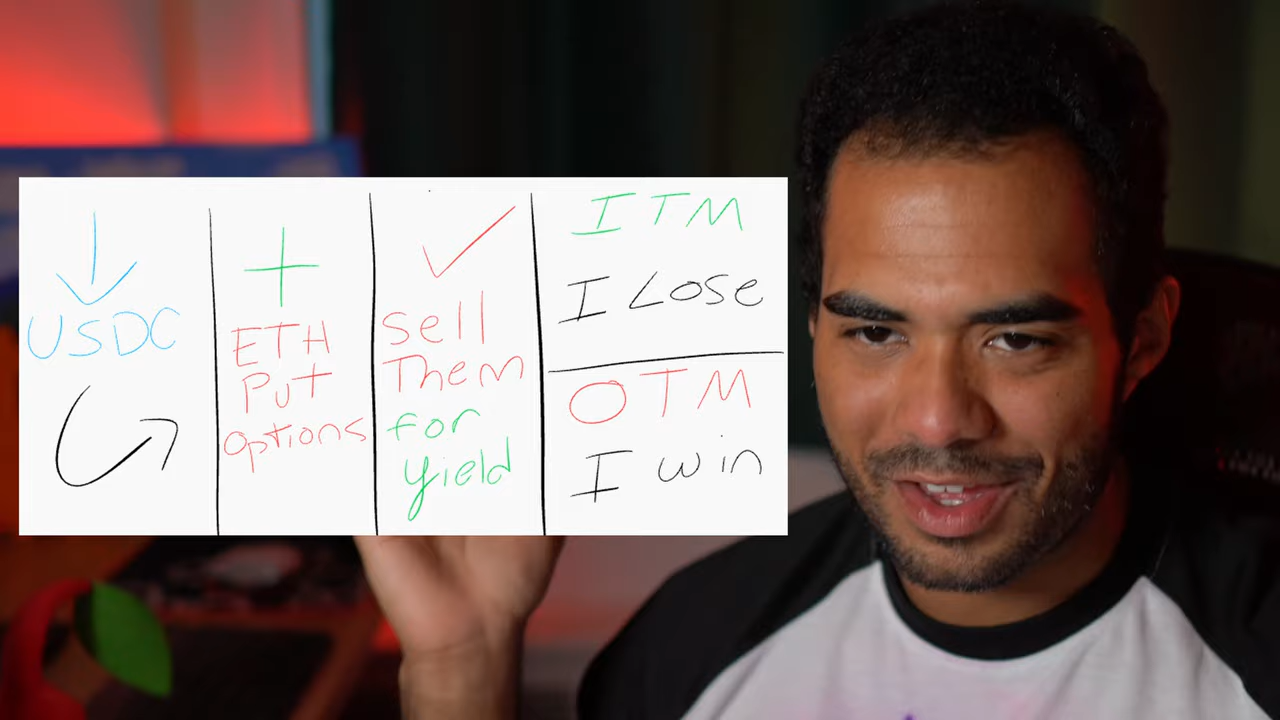 USDC
ETH
Put
options
Sell
Them
for
yield
ITM
I Lose
OTM
I win